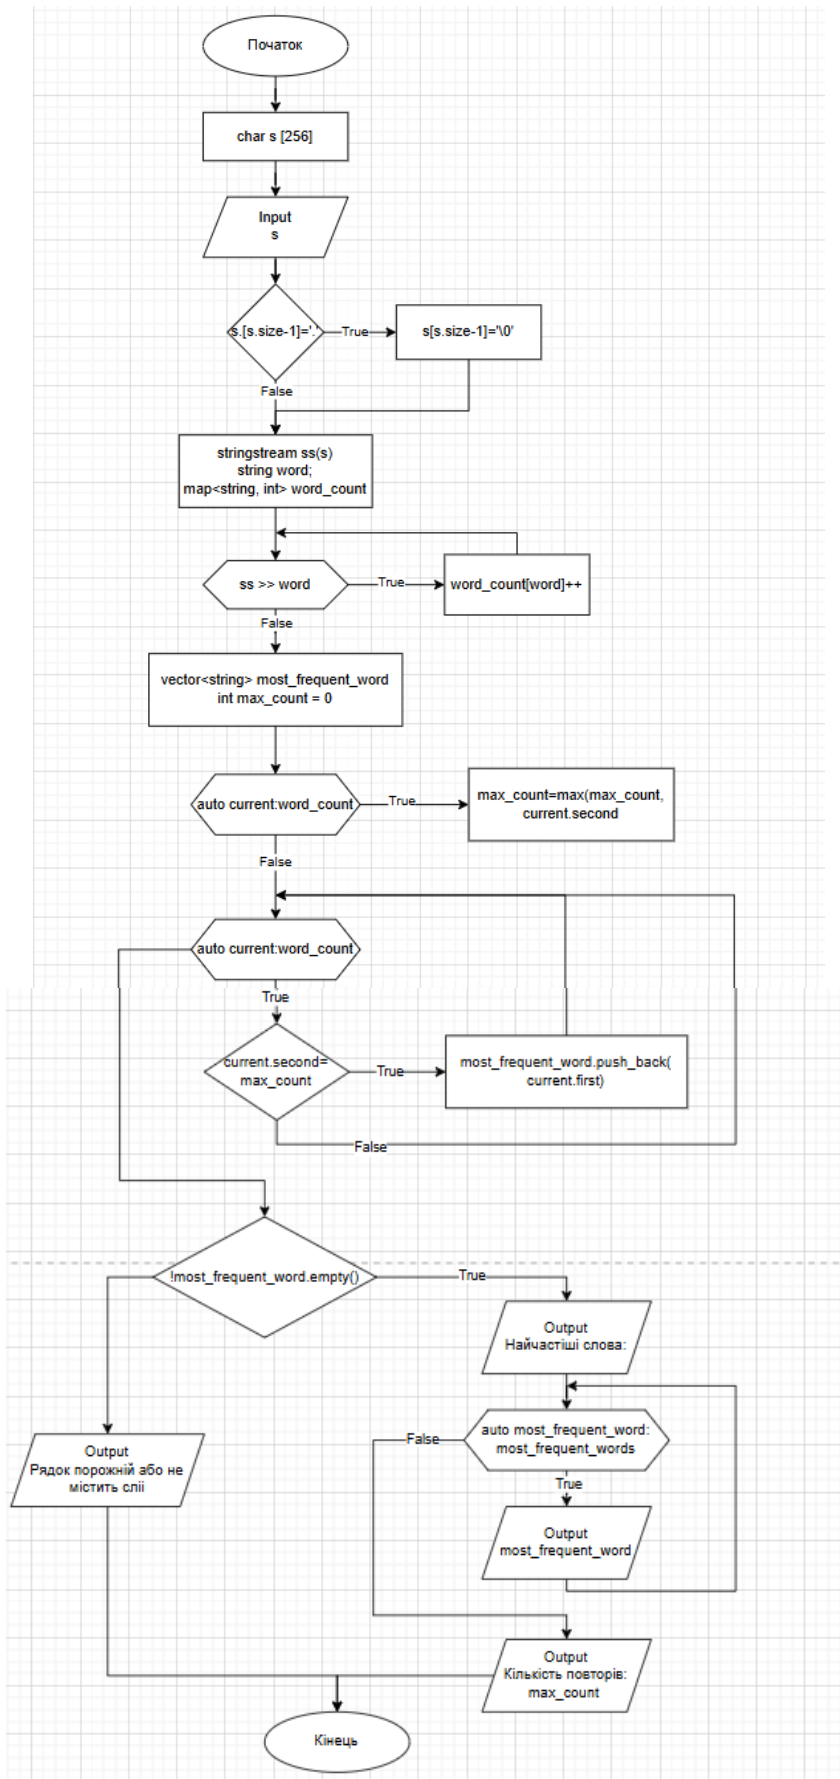 Початок
char s [256]
Input
s
s.[s.size-1]='.'
True
s[s.size-1]='\0'
False
stringstream ss(s)
string word;
map<string, int> word_count
ss >> word
True
word_count[word]++
False
vector<string> most_frequent_word
int max_count = 0
auto current:word_count
True
max_count=max(max_count,
current.second
False
auto current:word_count
True
current.second=
max_count
True
most_frequent_word.push_back(
current.first)
False
!most_frequent_word.empty()
True
Output
Найчастіші слова:
auto most_frequent_word:
most_frequent_words
False
True
Output
Рядок порожній або не
містить сліі
Output
most_frequent_word
Output
Кількість повторів:
max_count
Кінець